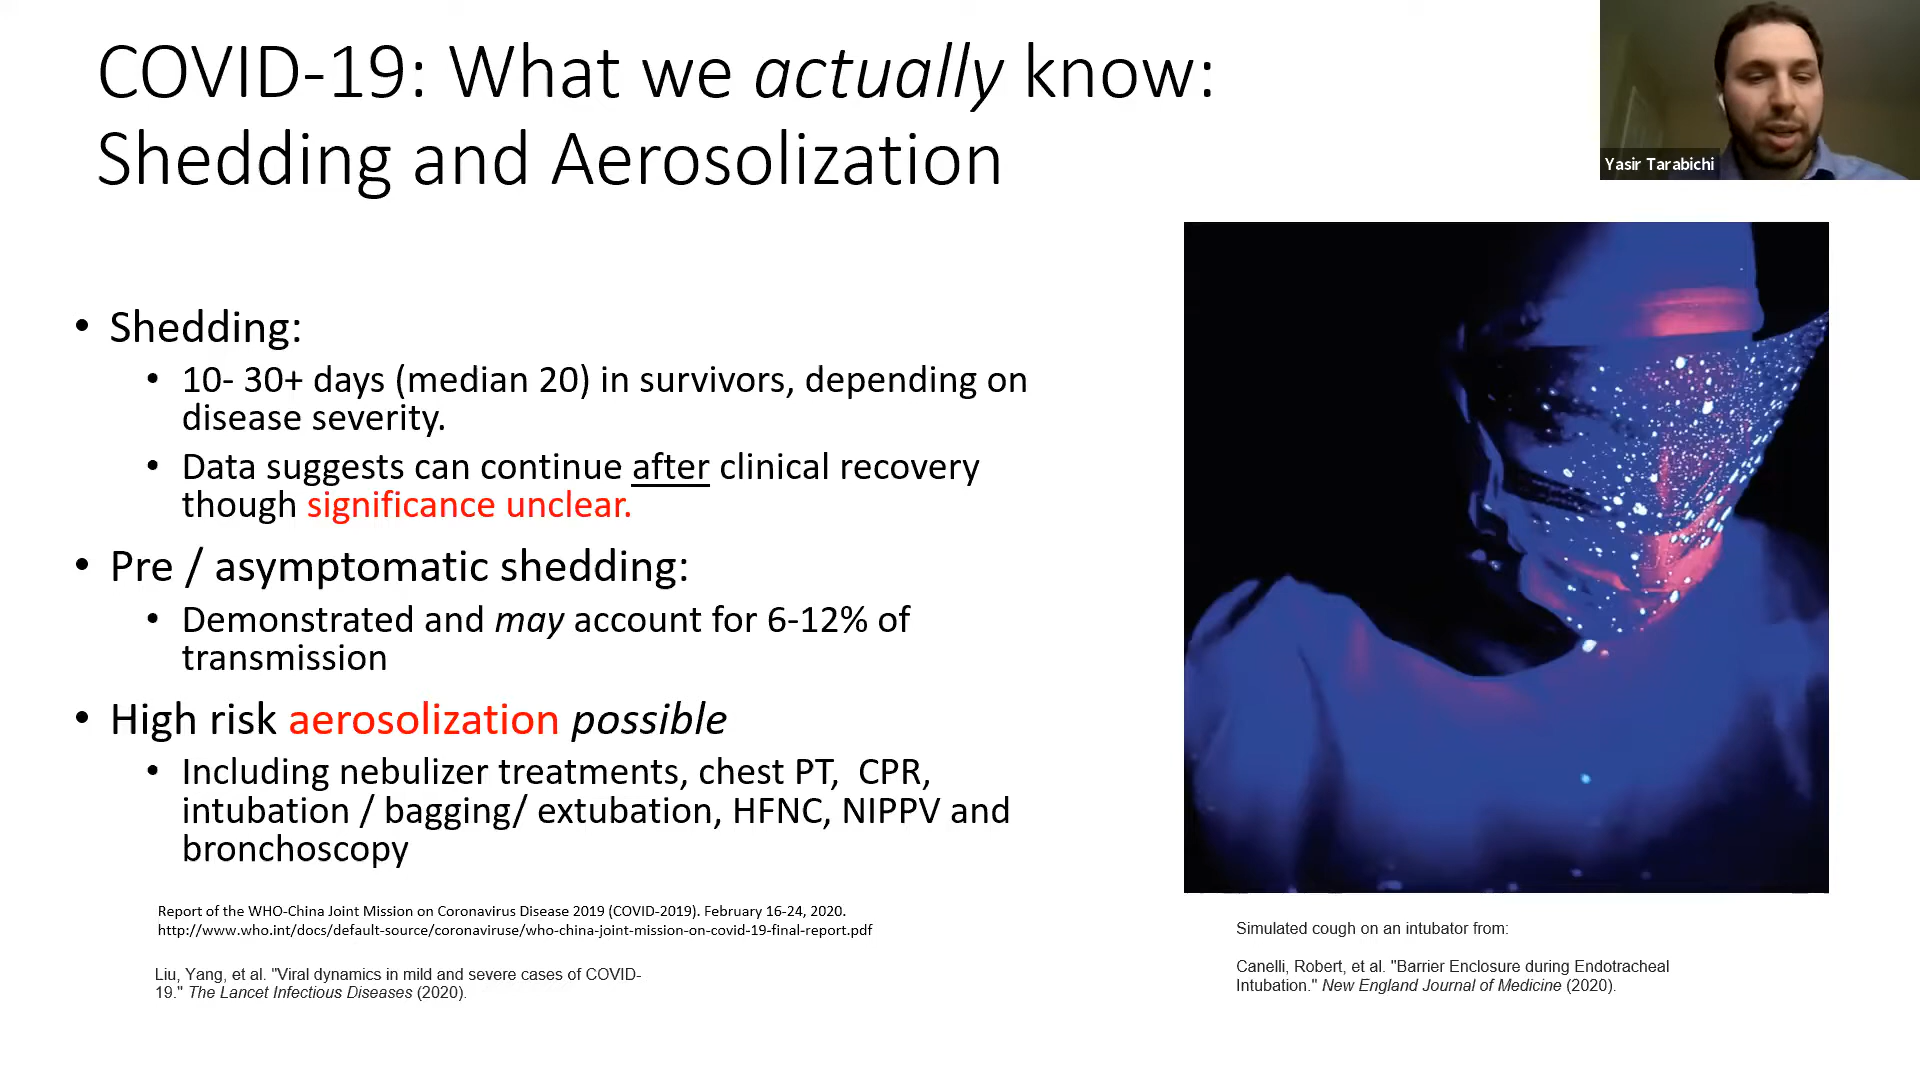 COVID-19: What we actually know:
Shedding and Aerosolization
Yasir Tarabichi
• Shedding:
• 10- 30+ days (median 20) in survivors, depending on
disease severity.
• Data suggests can continue after clinical recovery
though significance unclear.
• Pre / asymptomatic shedding:
• Demonstrated and may account for 6-12% of
transmission
• High risk aerosolization possible
• Including nebulizer treatments, chest PT,  CPR,
intubation / bagging/ extubation, HFNC, NIPPV and
bronchoscopy
Report of the WHO-China Joint Mission on Coronavirus Disease 2019 (COVID-2019). February 16-24, 2020.
http://www.who.int/docs/default-source/coronaviruse/who-china-joint-mission-on-covid-19-final-report.pdf
Liu, Yang, et al. "Viral dynamics in mild and severe cases of COVID-
19." The Lancet Infectious Diseases (2020).
Simulated cough on an intubator from:
Canelli, Robert, et al. "Barrier Enclosure during Endotracheal
Intubation." New England Journal of Medicine (2020).